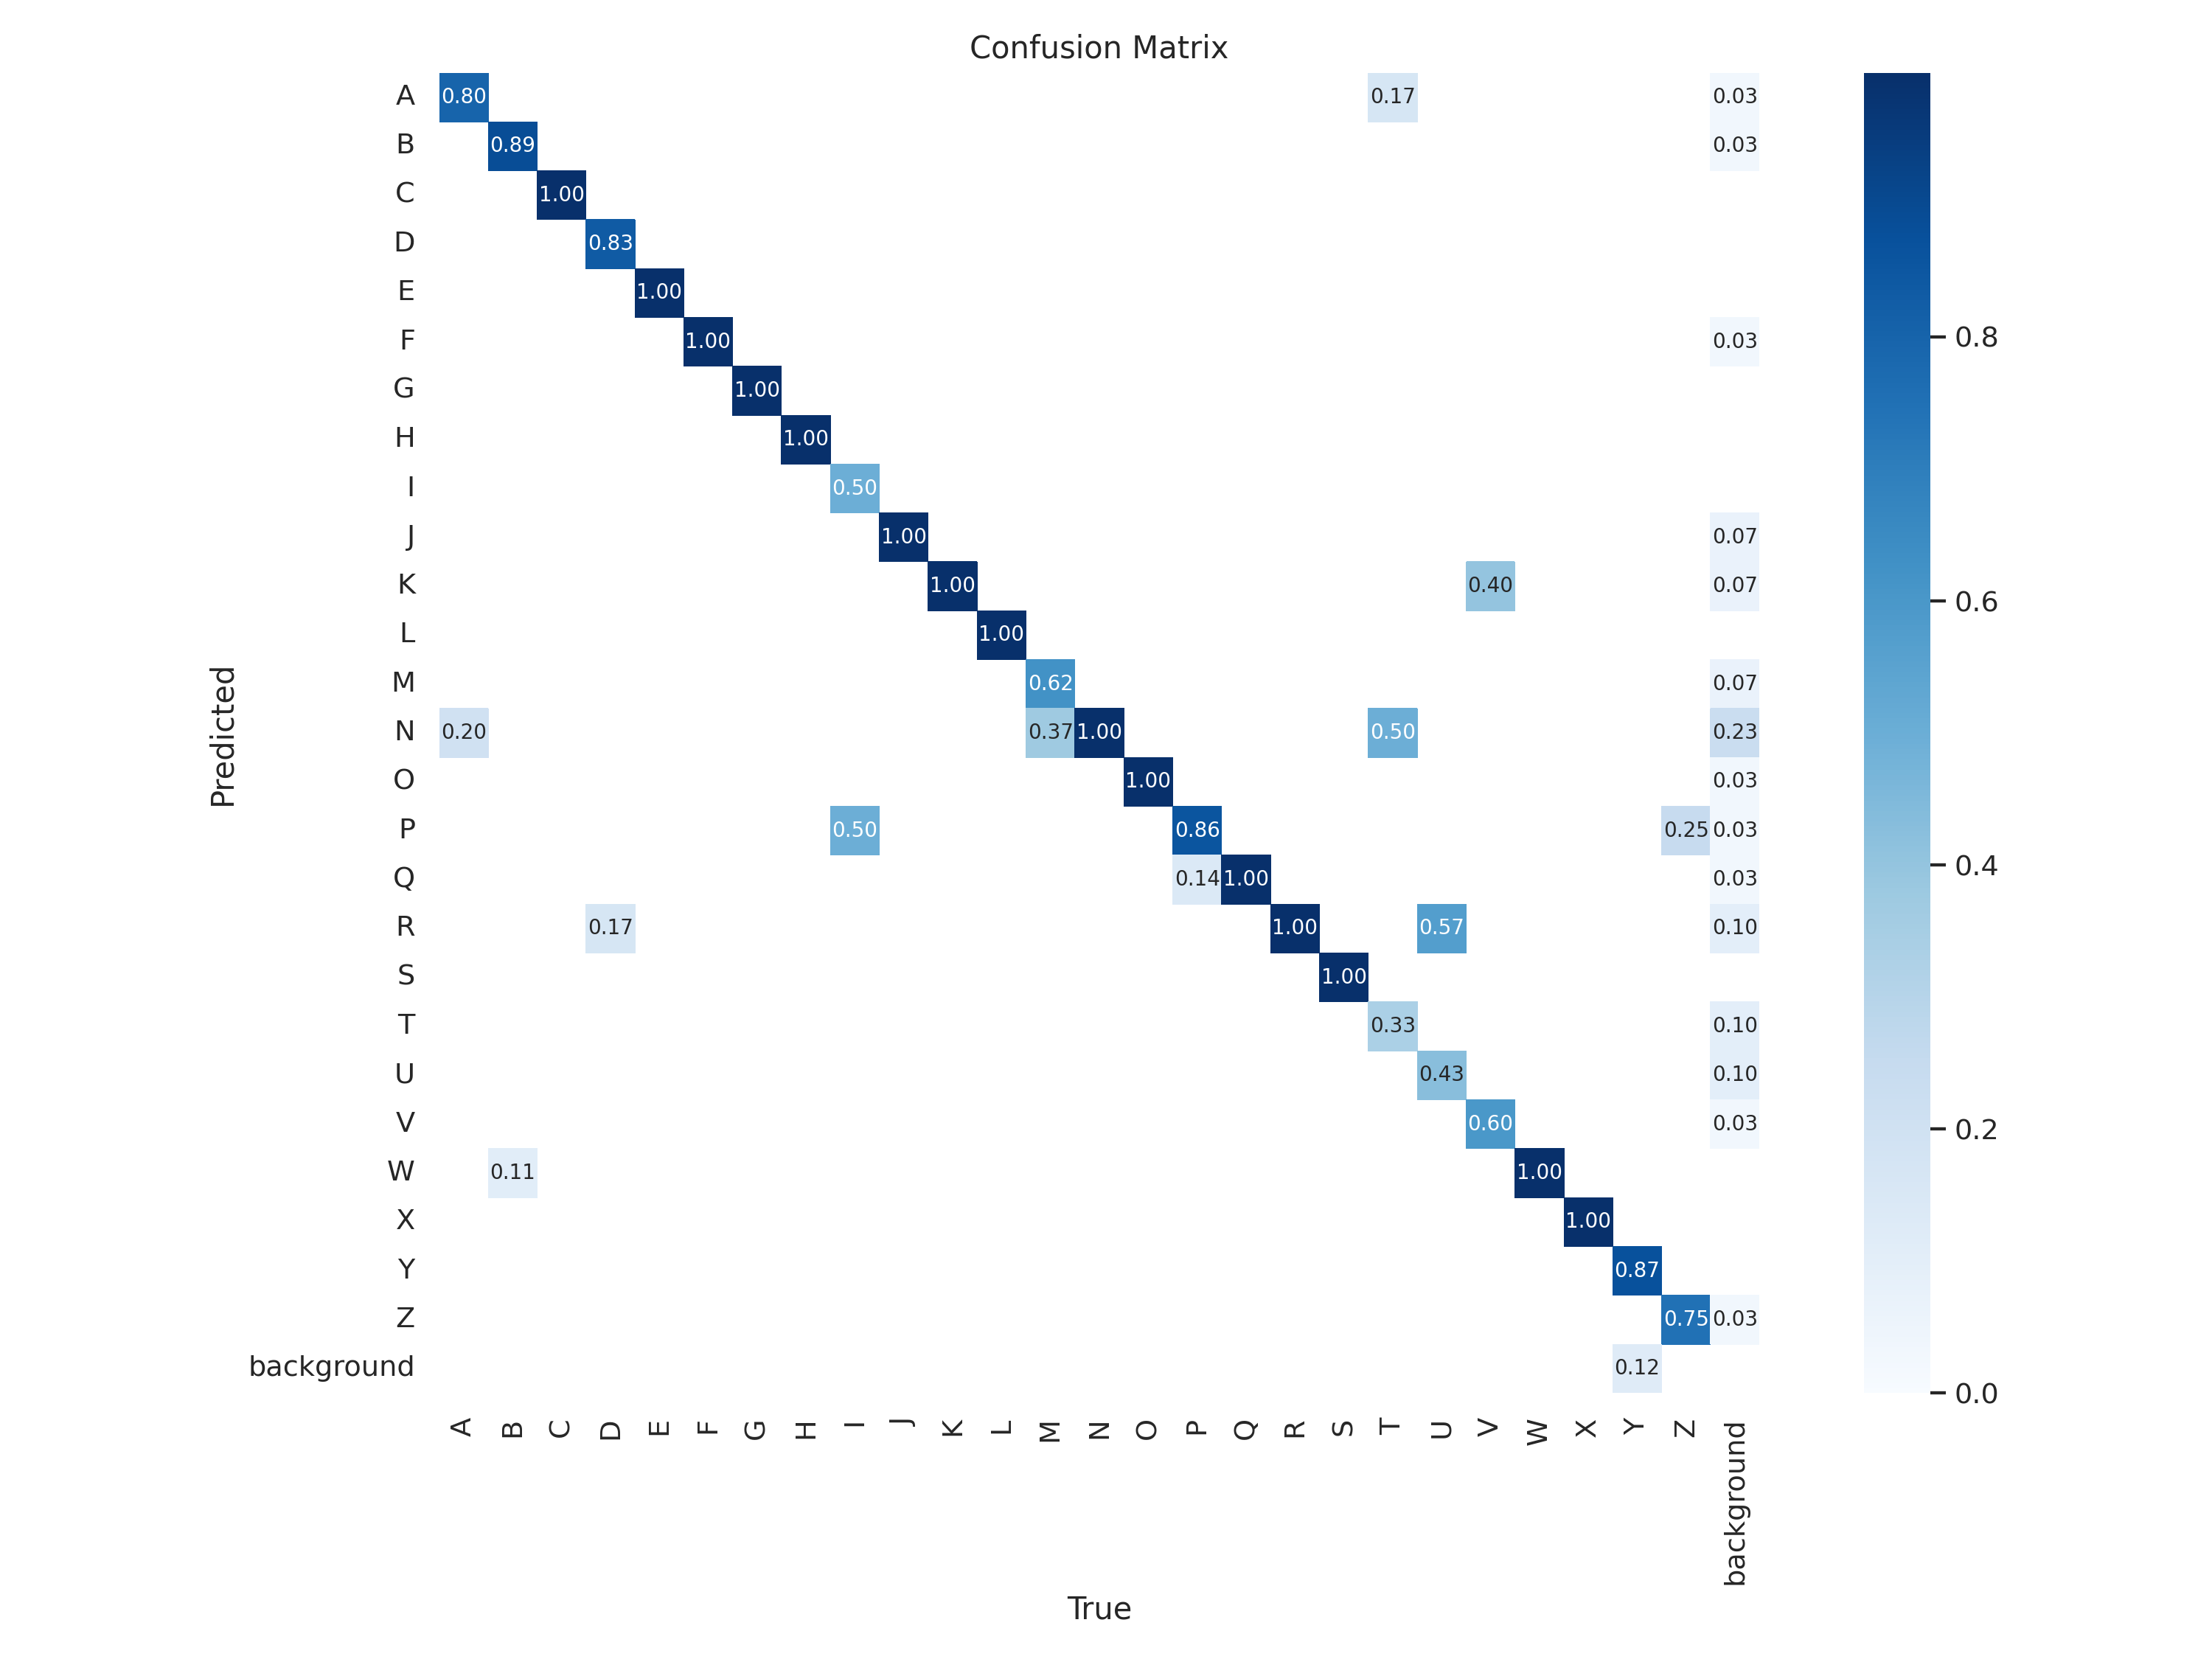 Confusion Matrix
A 0.80 0.17 0.03
B 0.89 0.03
C 1.00
D 0.83
E 1.00
F 1.00 0.03
0.8
G 1.00
H 1.00
I 0.50
J 1.00 0.07
K 1.00 0.40 0.07
0.6
L 1.00
M 0.62 0.07
Predicted
N 0.20 0.37 1.00 0.50 0.23
O 1.00 0.03
P 0.50 0.86 0.25 0.03
0.4
Q 0.14 1.00 0.03
R 0.17 1.00 0.57 0.10
S 1.00
T 0.33 0.10
U 0.43 0.10
V 0.60 0.03
0.2
W 0.11 1.00
X 1.00
Y 0.87
Z 0.75 0.03
background 0.12
0.0
A B C D E F G H I J K L M N O P Q R S T U V W X Y Z background
True